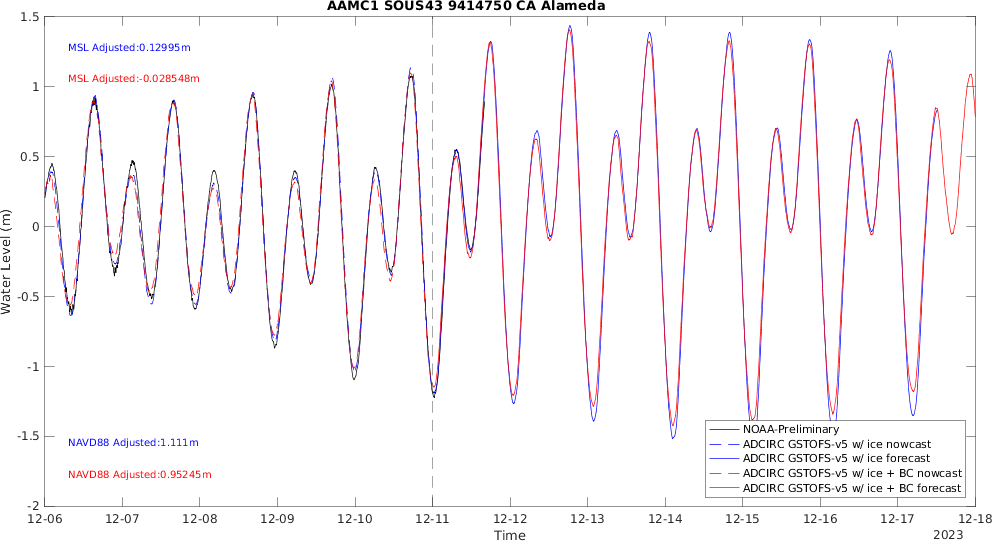 AAMC1 SOUS43 9414750 CA Alameda
1.5
1
0.5
0
-0.5
-1
-1.5
-2
Water Level (m)
MSL Adjusted:0.12995m
MSL Adjusted:-0.028548m
NAVD88 Adjusted:1.111m
NAVD88 Adjusted:0.95245m
NOAA-Preliminary
ADCIRC GSTOFS-v5 w/ ice nowcast
ADCIRC GSTOFS-v5 w/ ice forecast
ADCIRC GSTOFS-v5 w/ ice + BC nowcast
ADCIRC GSTOFS-v5 w/ ice + BC forecast
12-06 12-07 12-08 12-09 12-10 12-11 12-12 12-13 12-14 12-15 12-16 12-17 12-18
Time
2023